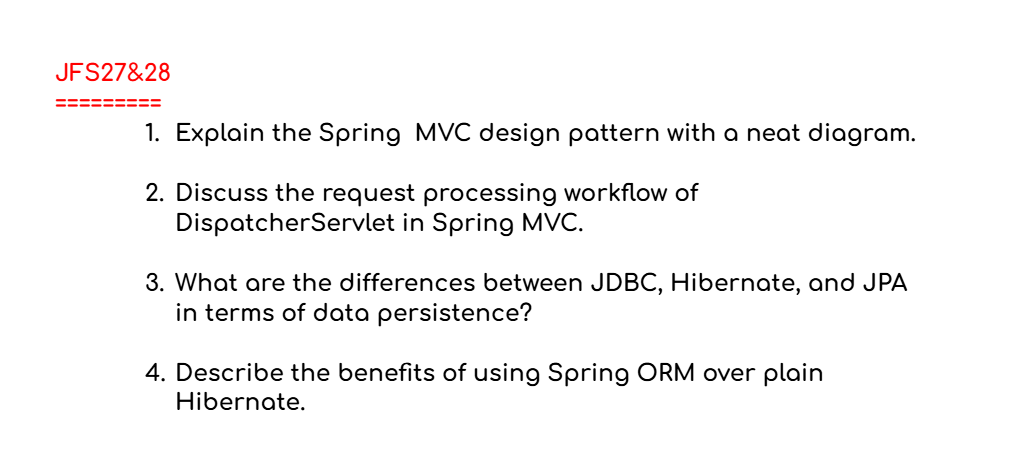 JFS27&28
=========
1. Explain the Spring  MVC design pattern with a neat diagram.
2. Discuss the request processing workflow of
DispatcherServlet in Spring MVC.
3. What are the differences between JDBC, Hibernate, and JPA
in terms of data persistence?
4. Describe the benefits of using Spring ORM over plain
Hibernate.